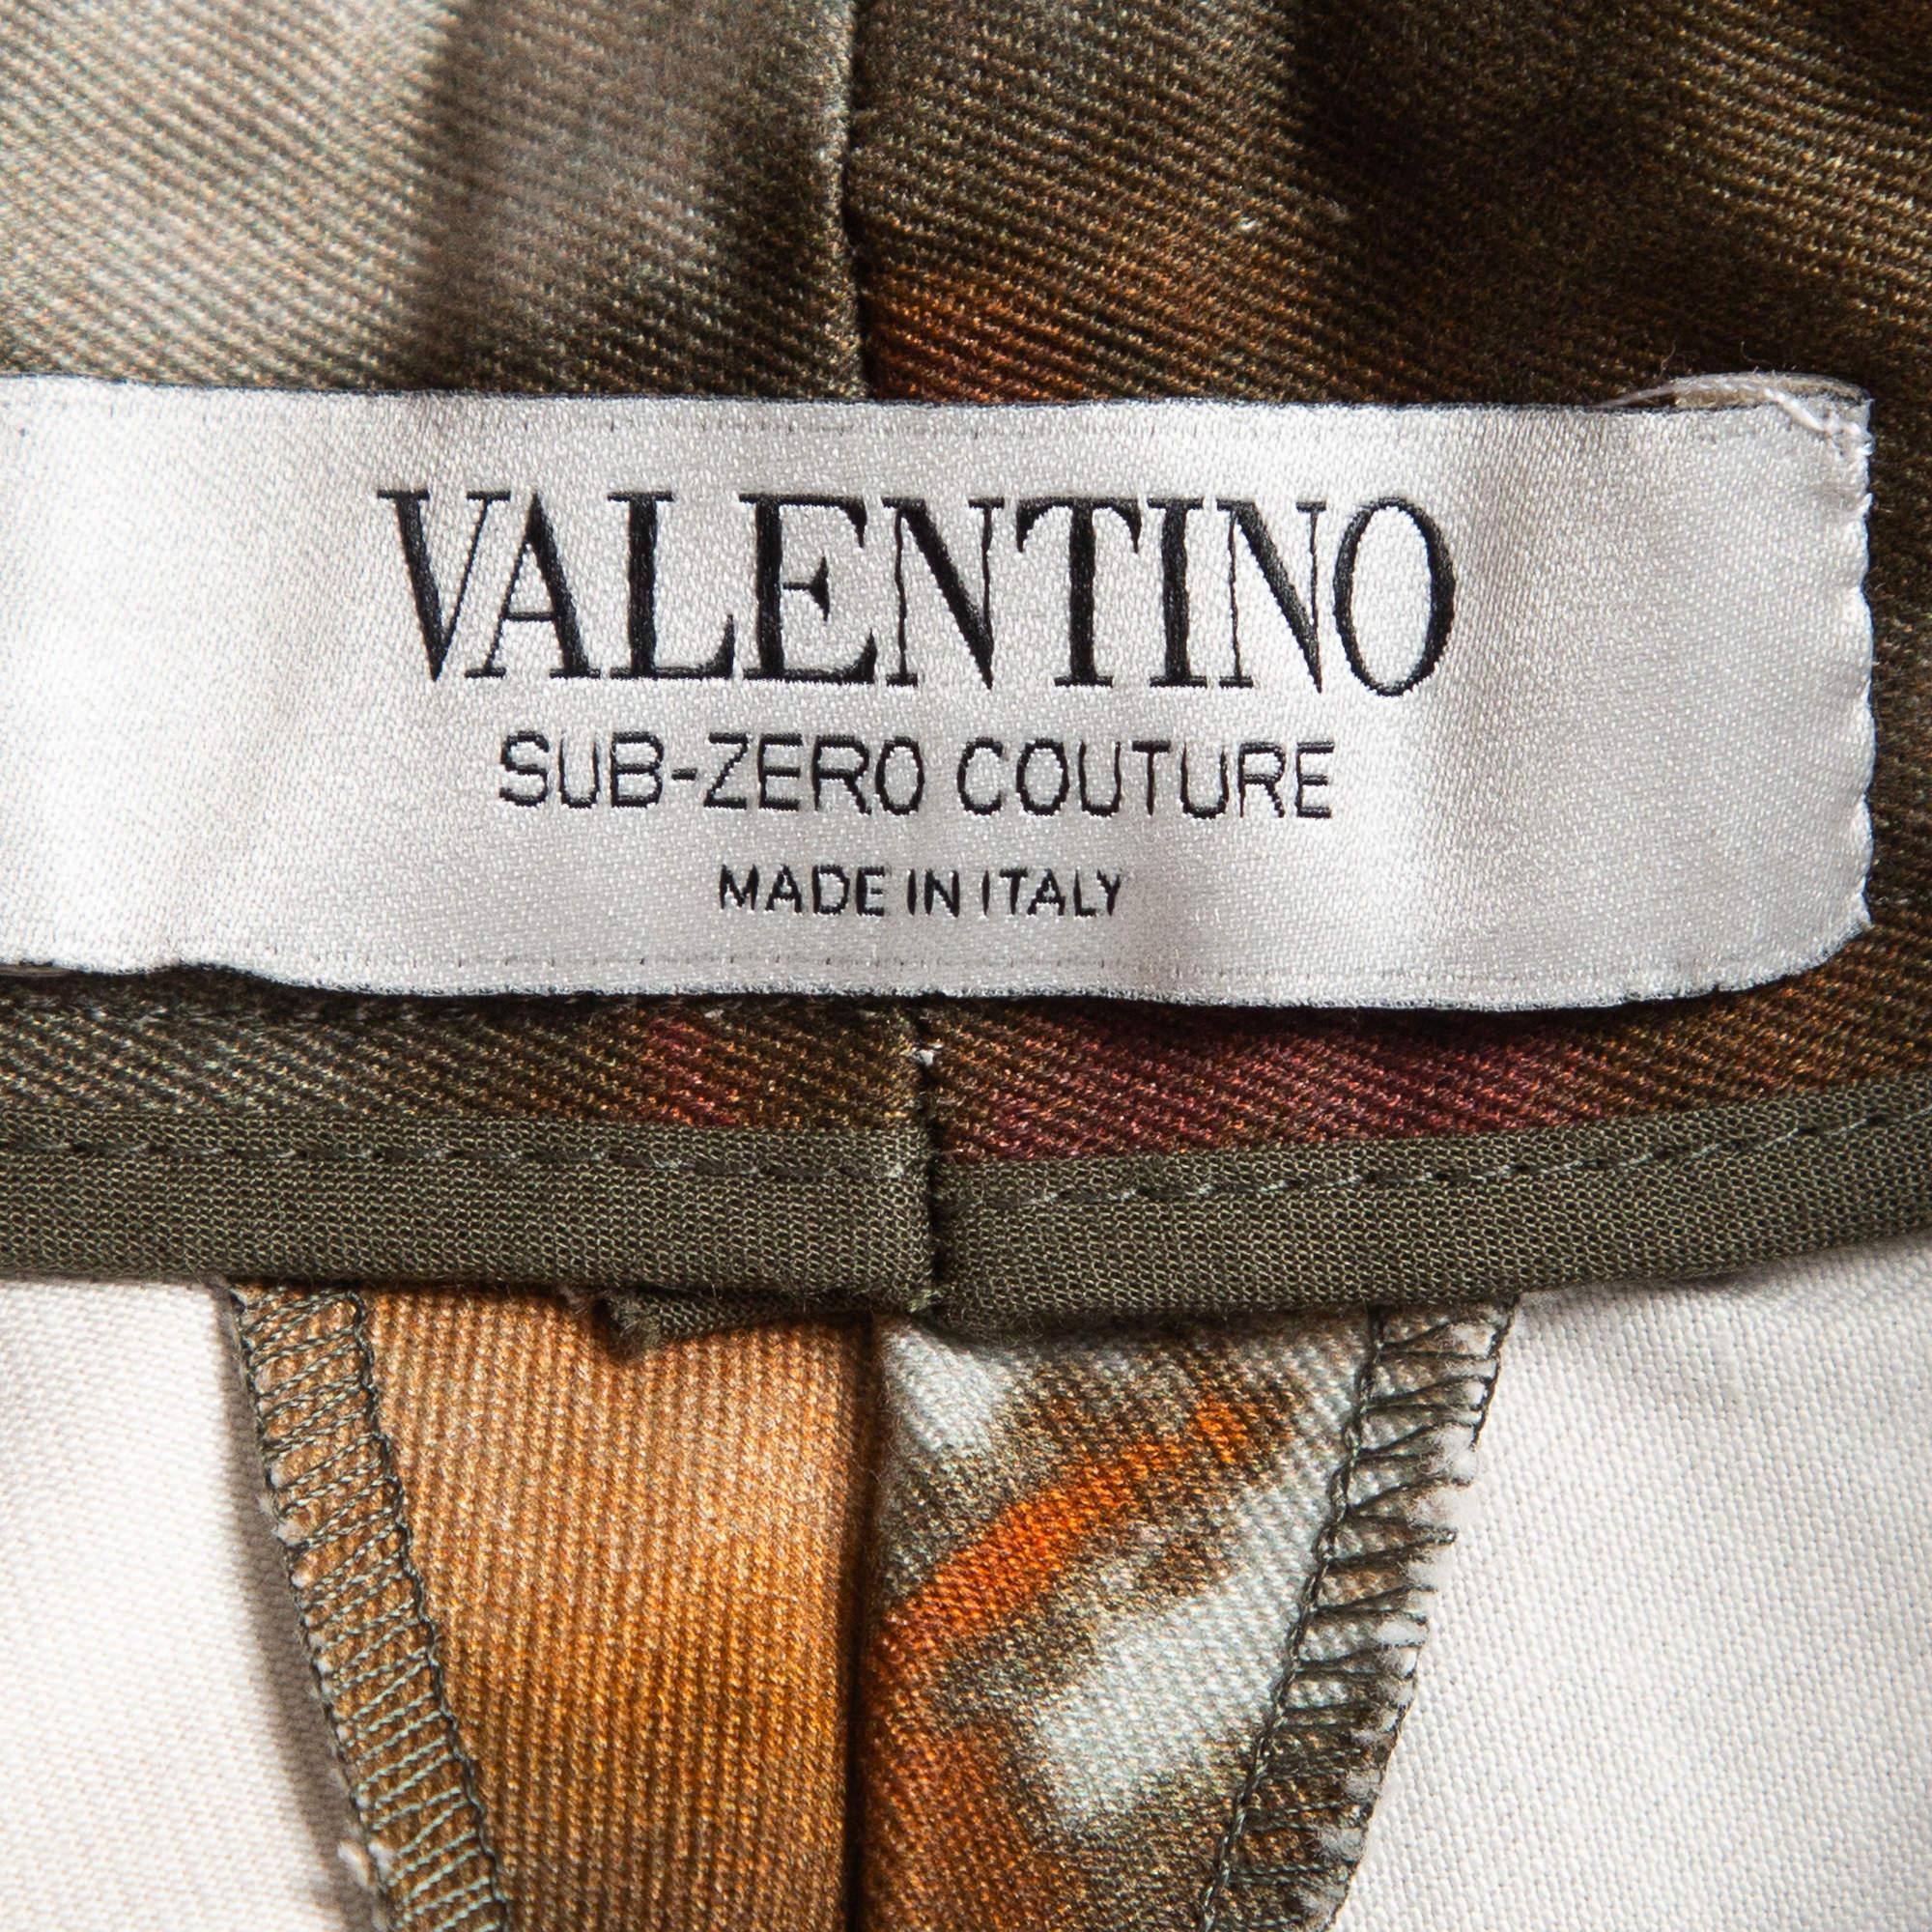 VALENTINO
SUB-ZERO COUTURE
MADE IN ITALY